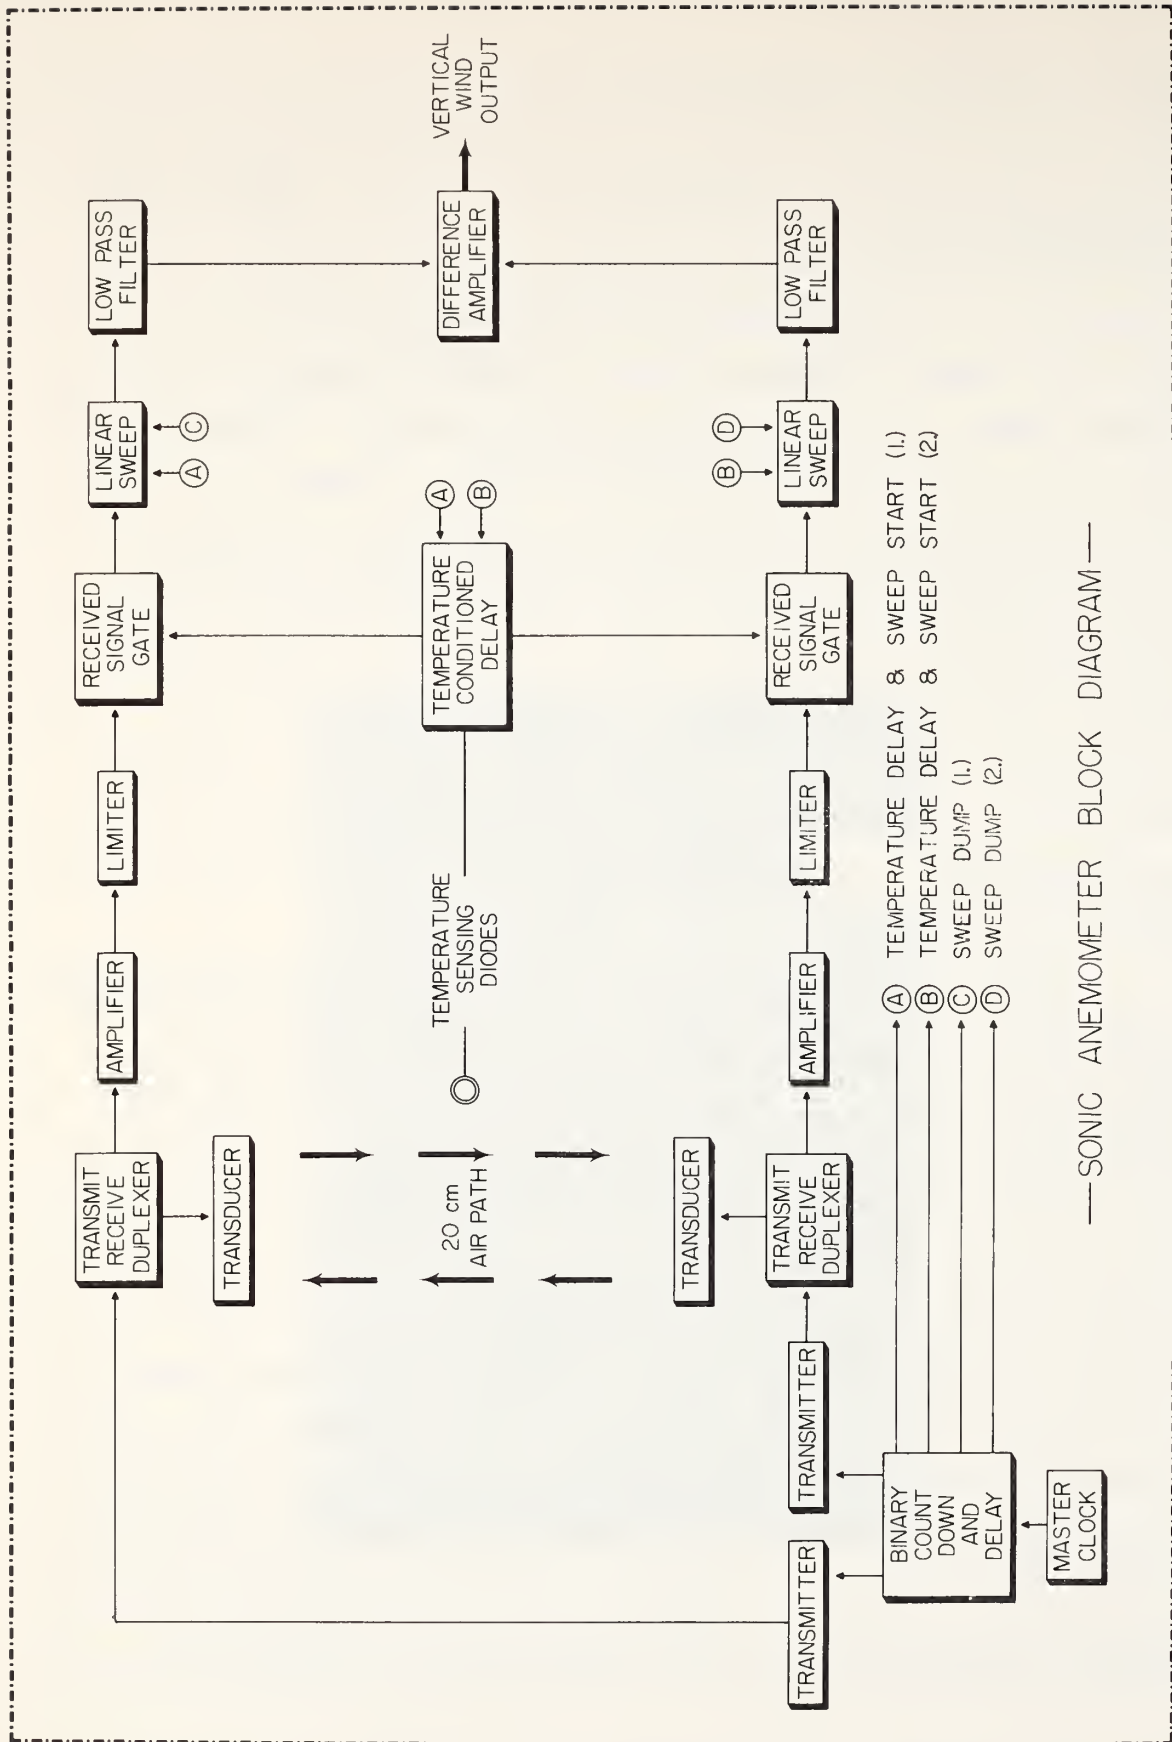 TRANSMIT
RECEIVE
DUPLEXER
AMPLIFIER
LIMITER
RECEIVED
SIGNAL
GATE
LINEAR
SWEEP
LOW PASS
FILTER
A
C
TRANSDUCER
20 cm
AIR PATH
TEMPERATURE
SENSING
DIODES
TEMPERATURE
CONDITIONED
DELAY
A
B
DIFFERENCE
AMPLIFIER
VERTICAL
WIND
OUTPUT
TRANSDUCER
B
D
TRANSMITTER
TRANSMITTER
TRANSMIT
RECEIVE
DUPLEXER
AMPLIFIER
LIMITER
RECEIVED
SIGNAL
GATE
LINEAR
SWEEP
LOW PASS
FILTER
BINARY
COUNT
DOWN
AND
DELAY
A TEMPERATURE DELAY & SWEEP START (1.)
B TEMPERATURE DELAY & SWEEP START (2.)
C SWEEP DUMP (1.)
D SWEEP DUMP (2.)
MASTER
CLOCK
—SONIC ANEMOMETER BLOCK DIAGRAM—